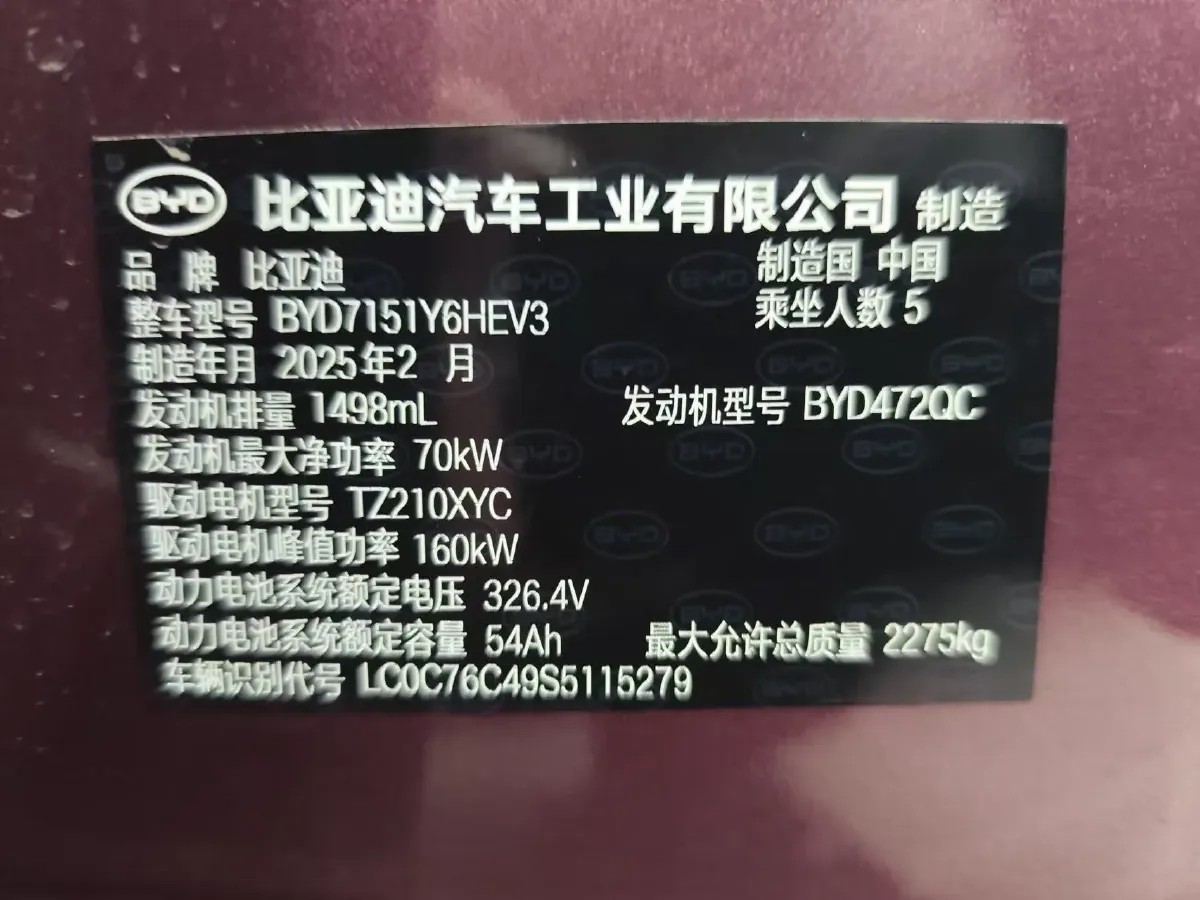 BYD 比亚迪汽车工业有限公司 制造
品 牌 比亚迪 制造国 中国
整车型号 BYD7151Y6HEV3 乘坐人数 5
制造年月 2025年2 月
发动机排量 1498mL 发动机型号 BYD472QC
发动机最大净功率 70kW
驱动电机型号 TZ210XYC
驱动电机峰值功率 160kW
动力电池系统额定电压 326.4V
动力电池系统额定容量 54Ah 最大允许总质量 2275kg
车辆识别代号 LC0C76C49S5115279